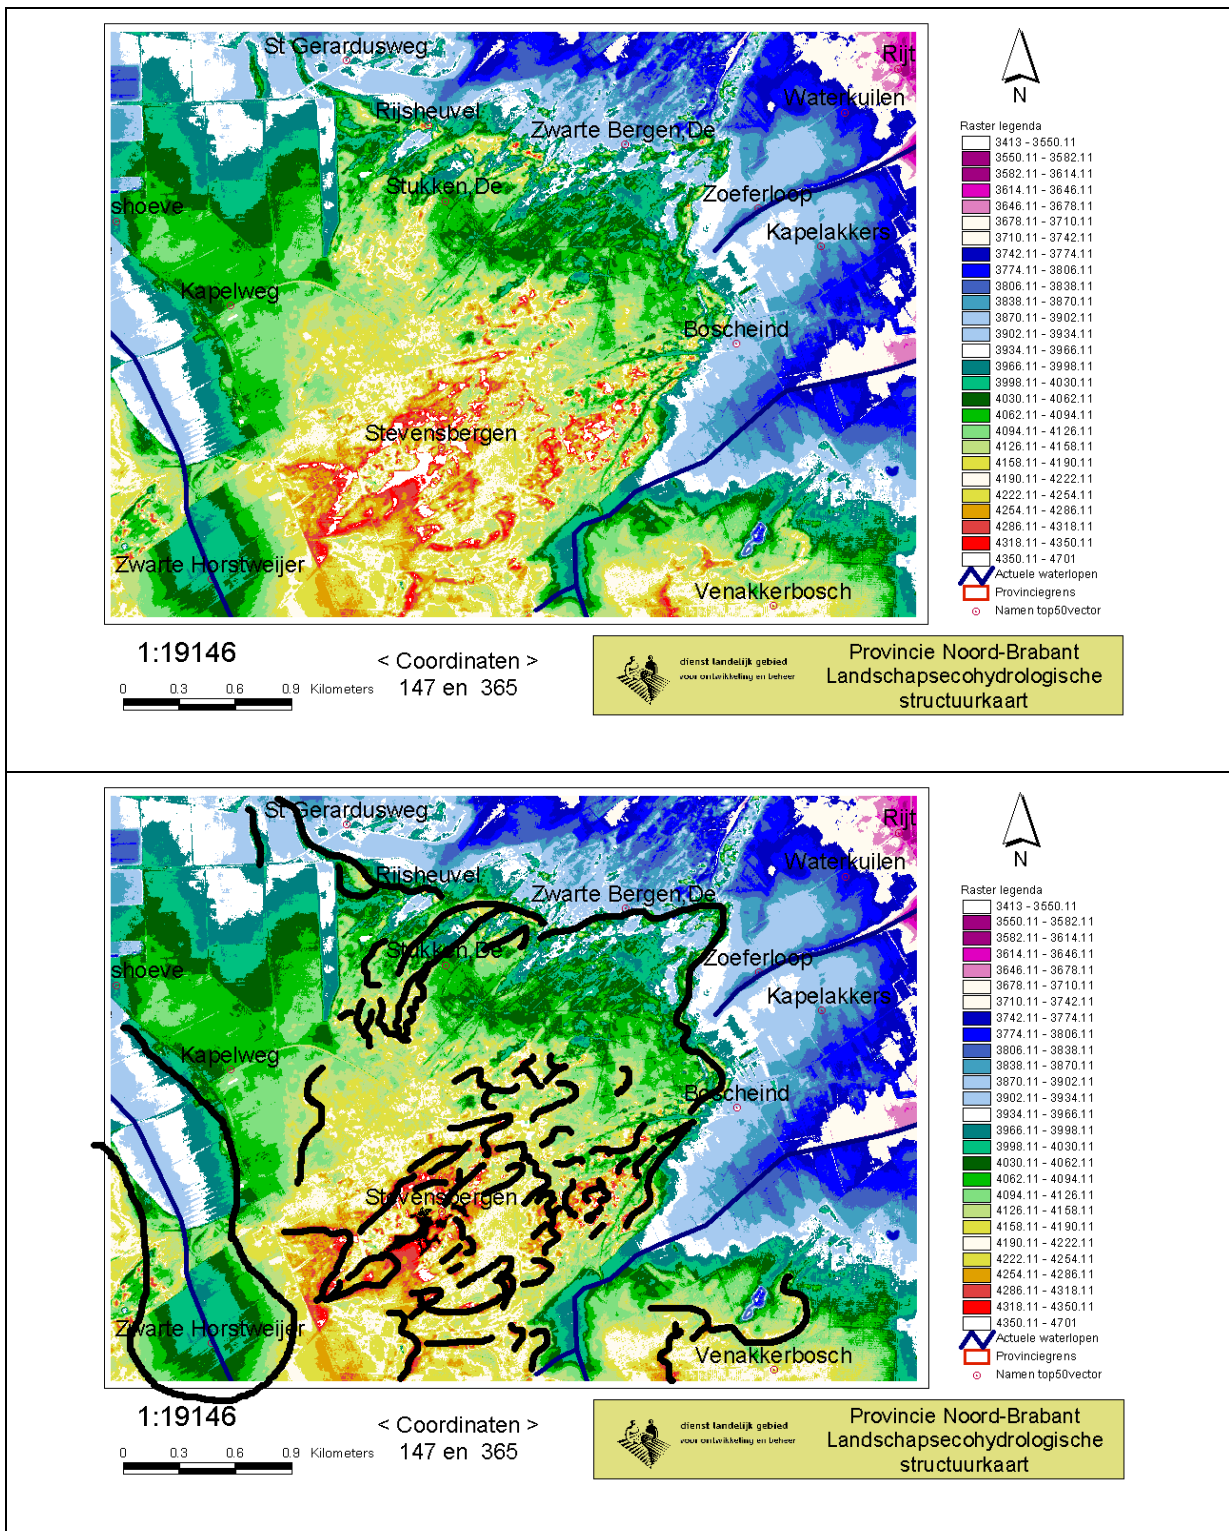 St Gerardusweg
Rijt
Rijsheuvel
Waterkuilen
Zwarte Bergen,De
Stukken,De
Zoeferloop
shoeve
Kapelakkers
Kapelweg
Boscheind
Stevensbergen
Zwarte Horstweijer
Venakkerbosch
N
Raster legenda
3413 - 3550.11
3550.11 - 3582.11
3582.11 - 3614.11
3614.11 - 3646.11
3646.11 - 3678.11
3678.11 - 3710.11
3710.11 - 3742.11
3742.11 - 3774.11
3774.11 - 3806.11
3806.11 - 3838.11
3838.11 - 3870.11
3870.11 - 3902.11
3902.11 - 3934.11
3934.11 - 3966.11
3966.11 - 3998.11
3998.11 - 4030.11
4030.11 - 4062.11
4062.11 - 4094.11
4094.11 - 4126.11
4126.11 - 4158.11
4158.11 - 4190.11
4190.11 - 4222.11
4222.11 - 4254.11
4254.11 - 4286.11
4286.11 - 4318.11
4318.11 - 4350.11
4350.11 - 4701
Actuele waterlopen
Provinciegrens
Namen top50vector
1:19146
0 0.3 0.6 0.9 Kilometers
< Coordinaten >
147 en 365
dienst landelijk gebied
voor ontwikkeling en beheer
Provincie Noord-Brabant
Landschapsecohydrologische
structuurkaart
St Gerardusweg
Rijt
Rijsheuvel
Waterkuilen
Zwarte Bergen,De
Stukken,De
Zoeferloop
shoeve
Kapelakkers
Kapelweg
Boscheind
Stevensbergen
Zwarte Horstweijer
Venakkerbosch
N
Raster legenda
3413 - 3550.11
3550.11 - 3582.11
3582.11 - 3614.11
3614.11 - 3646.11
3646.11 - 3678.11
3678.11 - 3710.11
3710.11 - 3742.11
3742.11 - 3774.11
3774.11 - 3806.11
3806.11 - 3838.11
3838.11 - 3870.11
3870.11 - 3902.11
3902.11 - 3934.11
3934.11 - 3966.11
3966.11 - 3998.11
3998.11 - 4030.11
4030.11 - 4062.11
4062.11 - 4094.11
4094.11 - 4126.11
4126.11 - 4158.11
4158.11 - 4190.11
4190.11 - 4222.11
4222.11 - 4254.11
4254.11 - 4286.11
4286.11 - 4318.11
4318.11 - 4350.11
4350.11 - 4701
Actuele waterlopen
Provinciegrens
Namen top50vector
1:19146
0 0.3 0.6 0.9 Kilometers
< Coordinaten >
147 en 365
dienst landelijk gebied
voor ontwikkeling en beheer
Provincie Noord-Brabant
Landschapsecohydrologische
structuurkaart